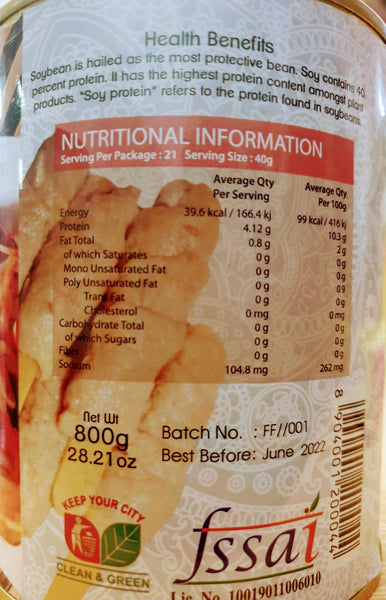 Health Benefits
Soybean is hailed as the most protective bean. Soy contains 40
percent protein. It has the highest protein content amongst plant
products. "Soy protein" refers to the protein found in soybeans.
NUTRITIONAL INFORMATION
Serving Per Package : 21 Serving Size : 40g
Average Qty Per Serving Average Qty Per 100g
Energy 39.6 kcal / 166.4 kj 99 kcal / 416 kj
Protein 4.12 g 10.3 g
Fat Total 0.8 g 2 g
of which Saturates 0 g 0 g
Mono Unsaturated Fat 0 g 0 g
Poly Unsaturated Fat 0 g 0 9
Trans Fat 0 g 0 g
Cholesterol 0 mg 0 mg
Carbohydrate Total 0 g 0 g
of which Sugars 0 g 0 g
Fiber 0 g 0 g
Sodium 104.8 mg 262 mg
Net Wt
800g
28.21 oz
Batch No. : FF//001
Best Before: June 2022
8904001200044
KEEP YOUR CITY
CLEAN & GREEN
fssai
Lic. No. 10019011006010